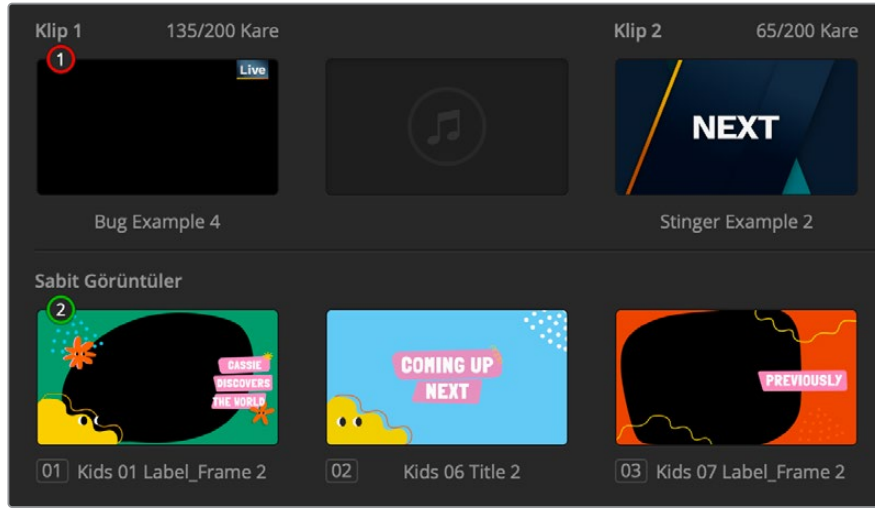 Klip 1 135/200 Kare Klip 2 65/200 Kare
1
Live
NEXT
Bug Example 4 Stinger Example 2
Sabit Görüntüler
2
CASSIE
DISCOVERS
THE WORLD
COMING UP
NEXT
PREVIOUSLY
01 Kids 01 Label_Frame 2 02 Kids 06 Title 2 03 Kids 07 Label_Frame 2